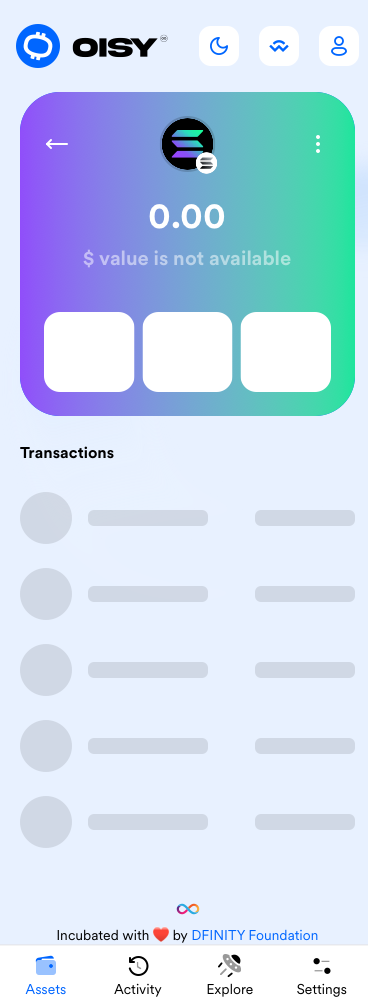 OISY
0.00
$ value is not available
Transactions
Incubated with ❤️ by DFINITY Foundation
Assets
Activity
Explore
Settings